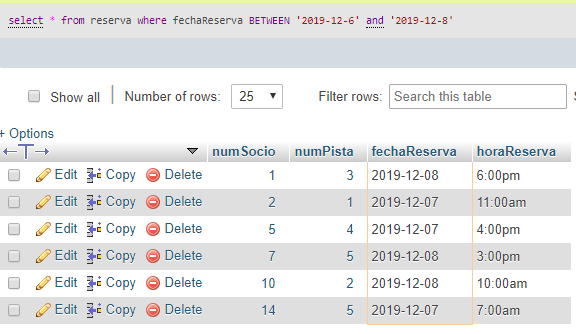 select * from reserva where fechaReserva BETWEEN '2019-12-6' and '2019-12-8'
Show all Number of rows: 25 Filter rows: Search this table
+ Options
numSocio numPista fechaReserva horaReserva
Edit Copy Delete 1 3 2019-12-08 6:00pm
Edit Copy Delete 2 1 2019-12-07 11:00am
Edit Copy Delete 5 4 2019-12-07 4:00pm
Edit Copy Delete 7 5 2019-12-08 3:00pm
Edit Copy Delete 10 2 2019-12-08 10:00am
Edit Copy Delete 14 5 2019-12-07 7:00am